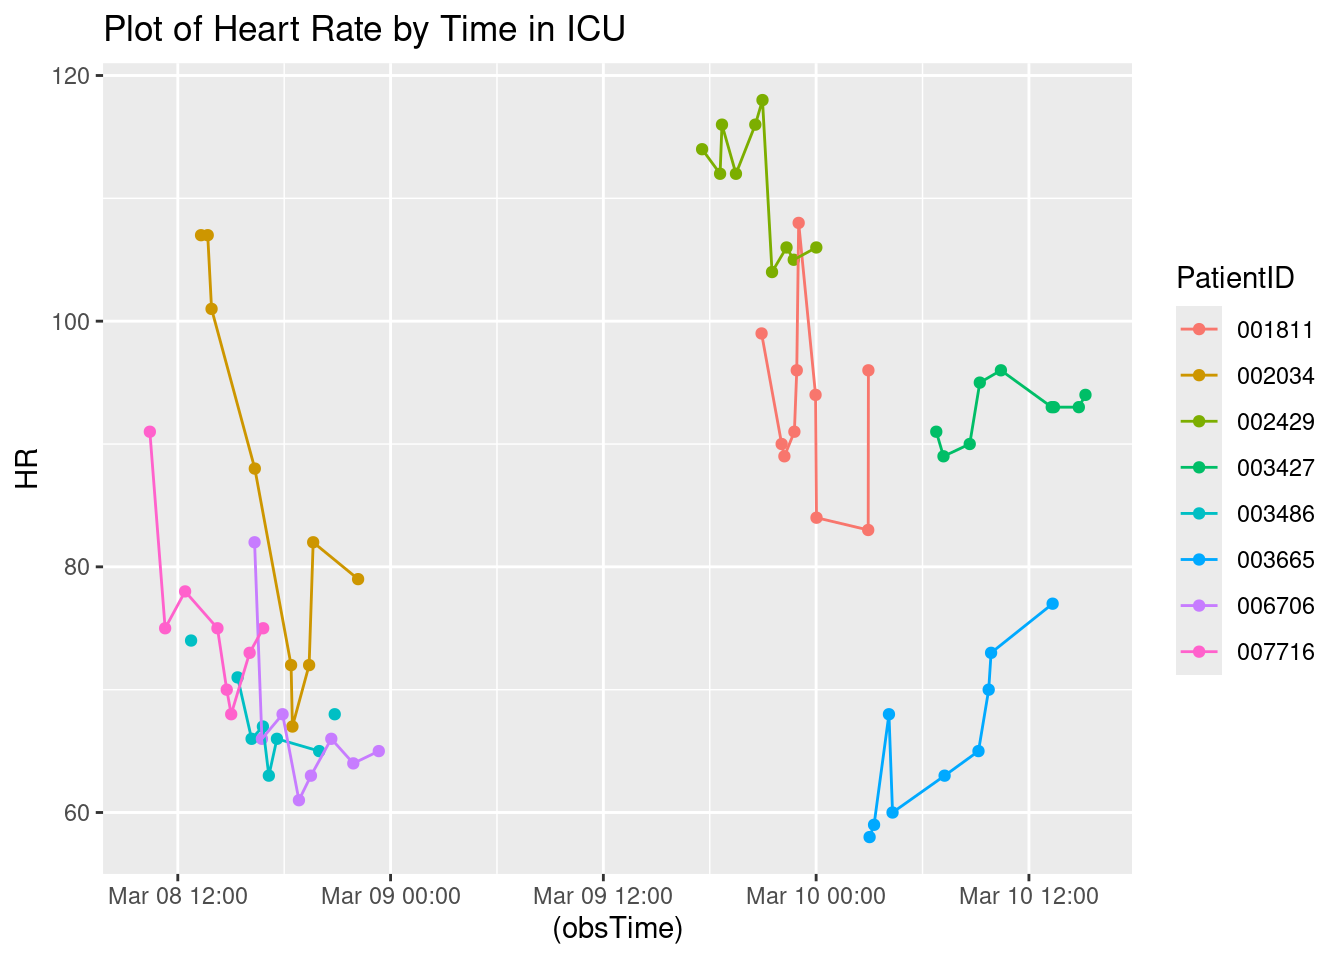 Plot of Heart Rate by Time in ICU
120
100
80
60
HR
Mar 08 12:00
Mar 09 00:00
Mar 09 12:00
Mar 10 00:00
Mar 10 12:00
(obsTime)
PatientID
001811
002034
002429
003427
003486
003665
006706
007716